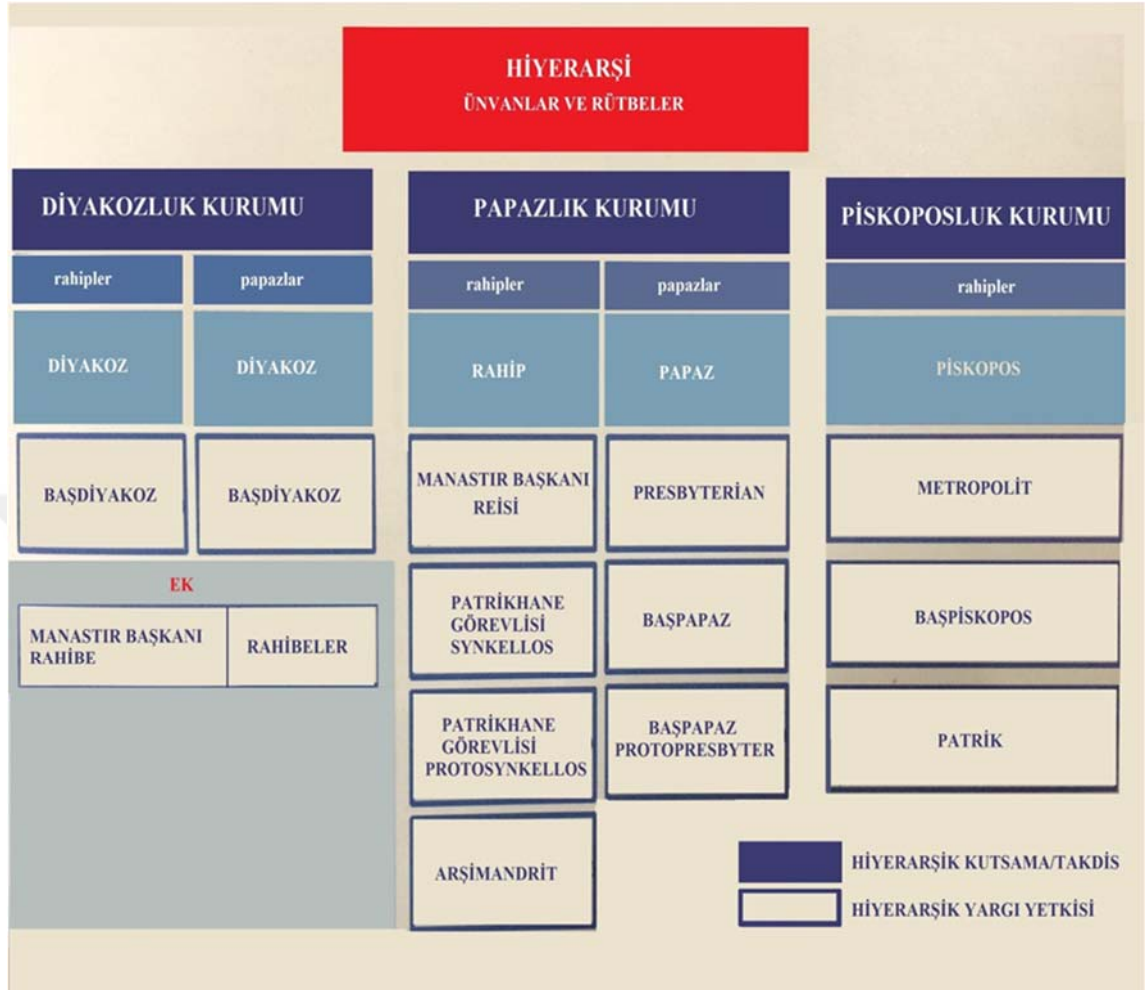 HİYERARŞİ
ÜNVANLAR VE RÜTBELER
DİYAKOZLUK KURUMU
rahipler
papazlar
DİYAKOZ
DİYAKOZ
BAŞDİYAKOZ
BAŞDİYAKOZ
EK
MANASTIR BAŞKANI
RAHİBE
RAHİBELER
PAPAZLIK KURUMU
rahipler
papazlar
RAHİP
PAPAZ
MANASTIR BAŞKANI
REISİ
PRESBYTERİAN
PATRİKHANE
GÖREVLİSİ
SYNKELLOS
BAŞPAPAZ
PATRİKHANE
GÖREVLİSİ
PROTOSYNKELLOS
BAŞPAPAZ
PROTOPRESBYTER
ARŞİMANDRİT
PİSKOPOSLUK KURUMU
rahipler
PİSKOPOS
METROPOLİT
BAŞPİSKOPOS
PATRİK
HİYERARŞİK KUTSAMA/TAKDİS
HİYERARŞİK YARGI YETKİSİ